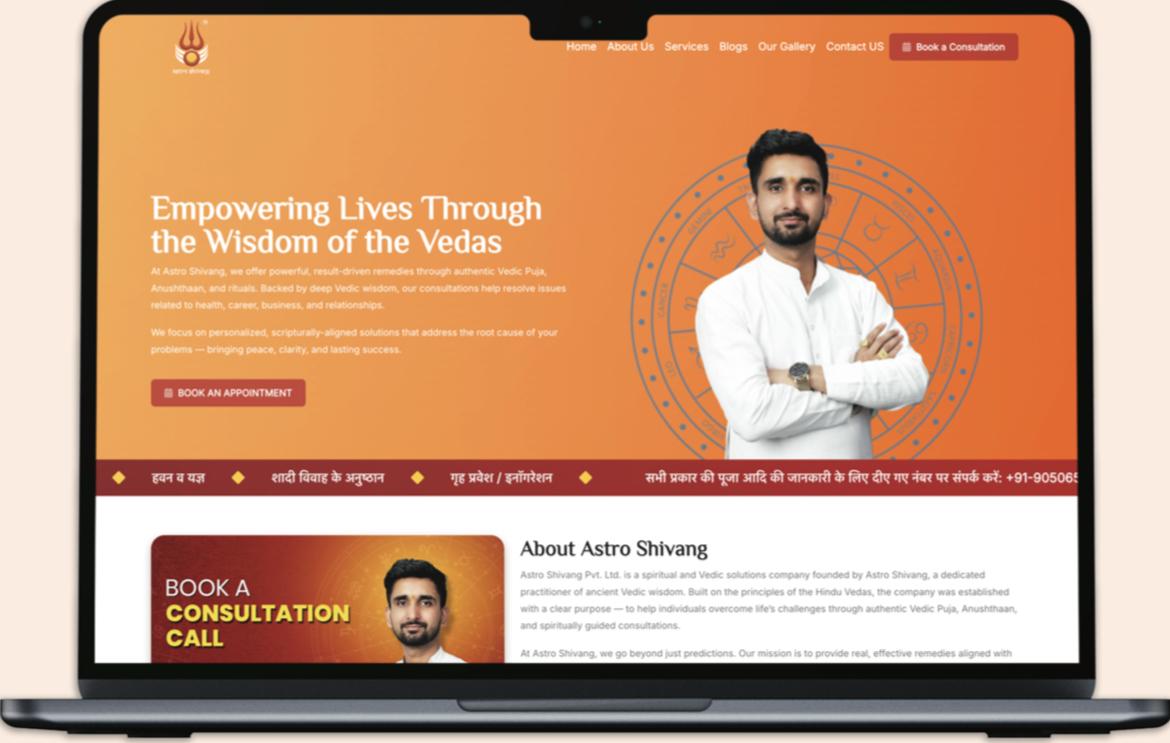 अस्त्र शिवांग
Home About Us Services Blogs Our Gallery Contact US Book a Consultation
Empowering Lives Through
the Wisdom of the Vedas
At Astro Shivang, we offer powerful, result-driven remedies through authentic Vedic Puja,
Anushthaan, and rituals. Backed by deep Vedic wisdom, our consultations help resolve issues
related to health, career, business, and relationships.
We focus on personalized, scripturally-aligned solutions that address the root cause of your
problems — bringing peace, clarity, and lasting success.
BOOK AN APPOINTMENT
GEMINI
CANCER
LEO
AQUARIUS
CAPRICORN
हवन व यज्ञ
शादी विवाह के अनुष्ठान
गृह प्रवेश / इनॉगरेशन
सभी प्रकार की पूजा आदि की जानकारी के लिए दीए गए नंबर पर संपर्क करें: +91-905065
BOOK A
CONSULTATION
CALL
About Astro Shivang
Astro Shivang Pvt. Ltd. is a spiritual and Vedic solutions company founded by Astro Shivang, a dedicated
practitioner of ancient Vedic wisdom. Built on the principles of the Hindu Vedas, the company was established
with a clear purpose — to help individuals overcome life's challenges through authentic Vedic Puja, Anushthaan,
and spiritually guided consultations.
At Astro Shivang, we go beyond just predictions. Our mission is to provide real, effective remedies aligned with